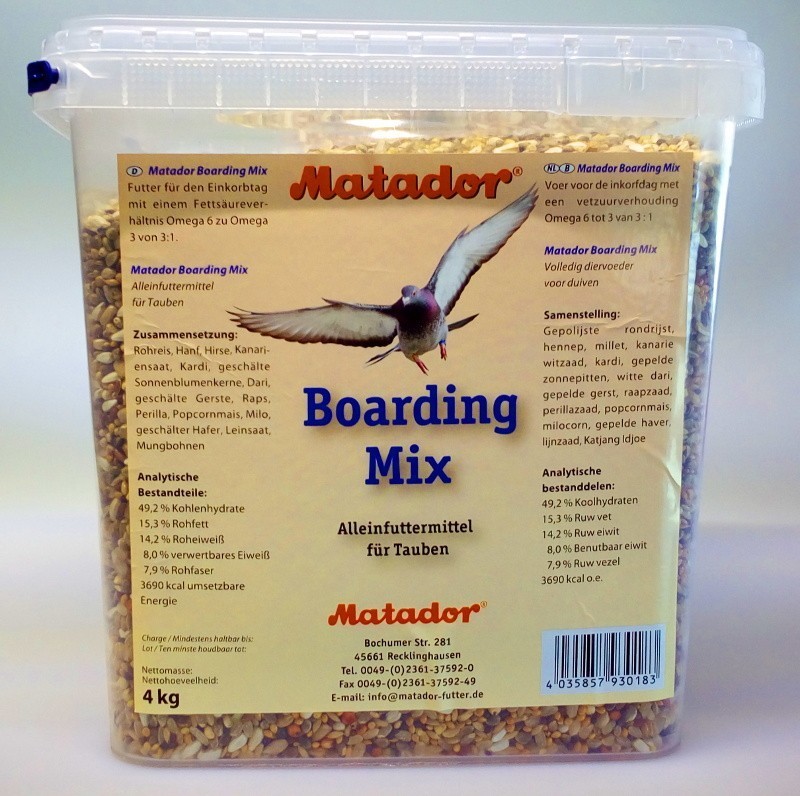 D Matador Boarding Mix
Futter für den Einkorbtag
mit einem Fettsäurever-
hältnis Omega 6 zu Omega
3 von 3:1.
Matador Boarding Mix
Alleinfuttermittel
für Tauben
Zusammensetzung:
Rohreis, Hanf, Hirse, Kanari-
ensaat, Kardi, geschälte
Sonnenblumenkerne, Dari,
geschälte Gerste, Raps,
Perilla, Popcornmais, Milo,
geschälter Hafer, Leinsaat,
Mungbohnen
Analytische
Bestandteile:
49,2 % Kohlenhydrate
15,3 % Rohfett
14,2 % Roheiweiß
8,0 % verwertbares Eiweiß
7,9 % Rohfaser
3690 kcal umsetzbare
Energie
Charge / Mindestens haltbar bis:
Lot / Ten minste houdbaar tot:
Nettomasse:
Nettohoeveelheid:
4 kg
Matador®
Boarding
Mix
Alleinfuttermittel
für Tauben
Matador®
Bochumer Str. 281
45661 Recklinghausen
Tel. 0049-(0)2361-37592-0
Fax 0049-(0)2361-37592-49
E-mail: info@matador-futter.de
NL B Matador Boarding Mix
Voer voor de inkorfdag met
een vetzuurverhouding
Omega 6 tot 3 van 3 : 1
Matador Boarding Mix
Volledig diervoeder
voor duiven
Samenstelling:
Gepolijste rondrijst,
hennep, millet, kanarie
witzaad, kardi, gepelde
zonnepitten, witte dari,
gepelde gerst, raapzaad,
perillazaad, popcornmais,
milocorn, gepelde haver,
lijnzaad, Katjang Idjoe
Analytische
bestanddelen:
49,2 % Koolhydraten
15,3 % Ruw vet
14,2 % Ruw eiwit
8,0 % Benutbaar eiwit
7,9 % Ruw vezel
3690 kcal o.e.
4 035857 930183